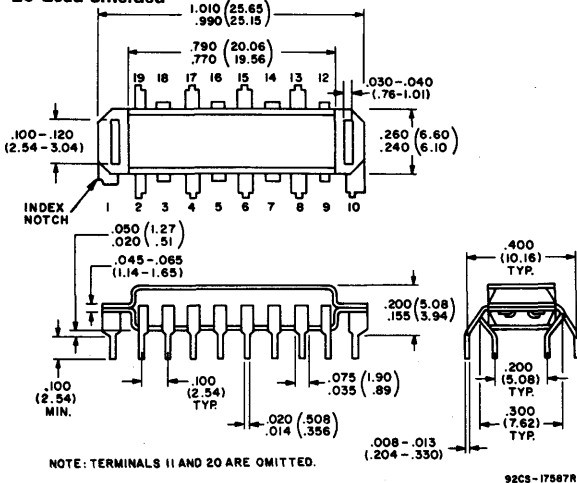 20-Lead Shielded
1.010 (25.65
.990 (25.15
.790 (20.06
.770 (19.56
19 18 17 16 15 14 13 12
.030-.040
(.76-1.01)
.100-.120
(2.54-3.04)
.260 (6.60
.240 (6.10
INDEX
NOTCH
1 2 3 4 5 6 7 8 9 10
.050 (1.27
.020 (.51
.045-.065
(1.14-1.65)
.400
(10.16)
TYP.
.200 (5.08
.155 (3.94
.100
(2.54)
MIN.
.100
(2.54)
TYP.
.075 (1.90
.035 (.89
.200
(5.08)
TYP.
.020 (.508
.014 (.356
.300
(7.62)
TYP.
.008-.013
(.204-.330)
NOTE: TERMINALS 11 AND 20 ARE OMITTED.
92CS-17587R